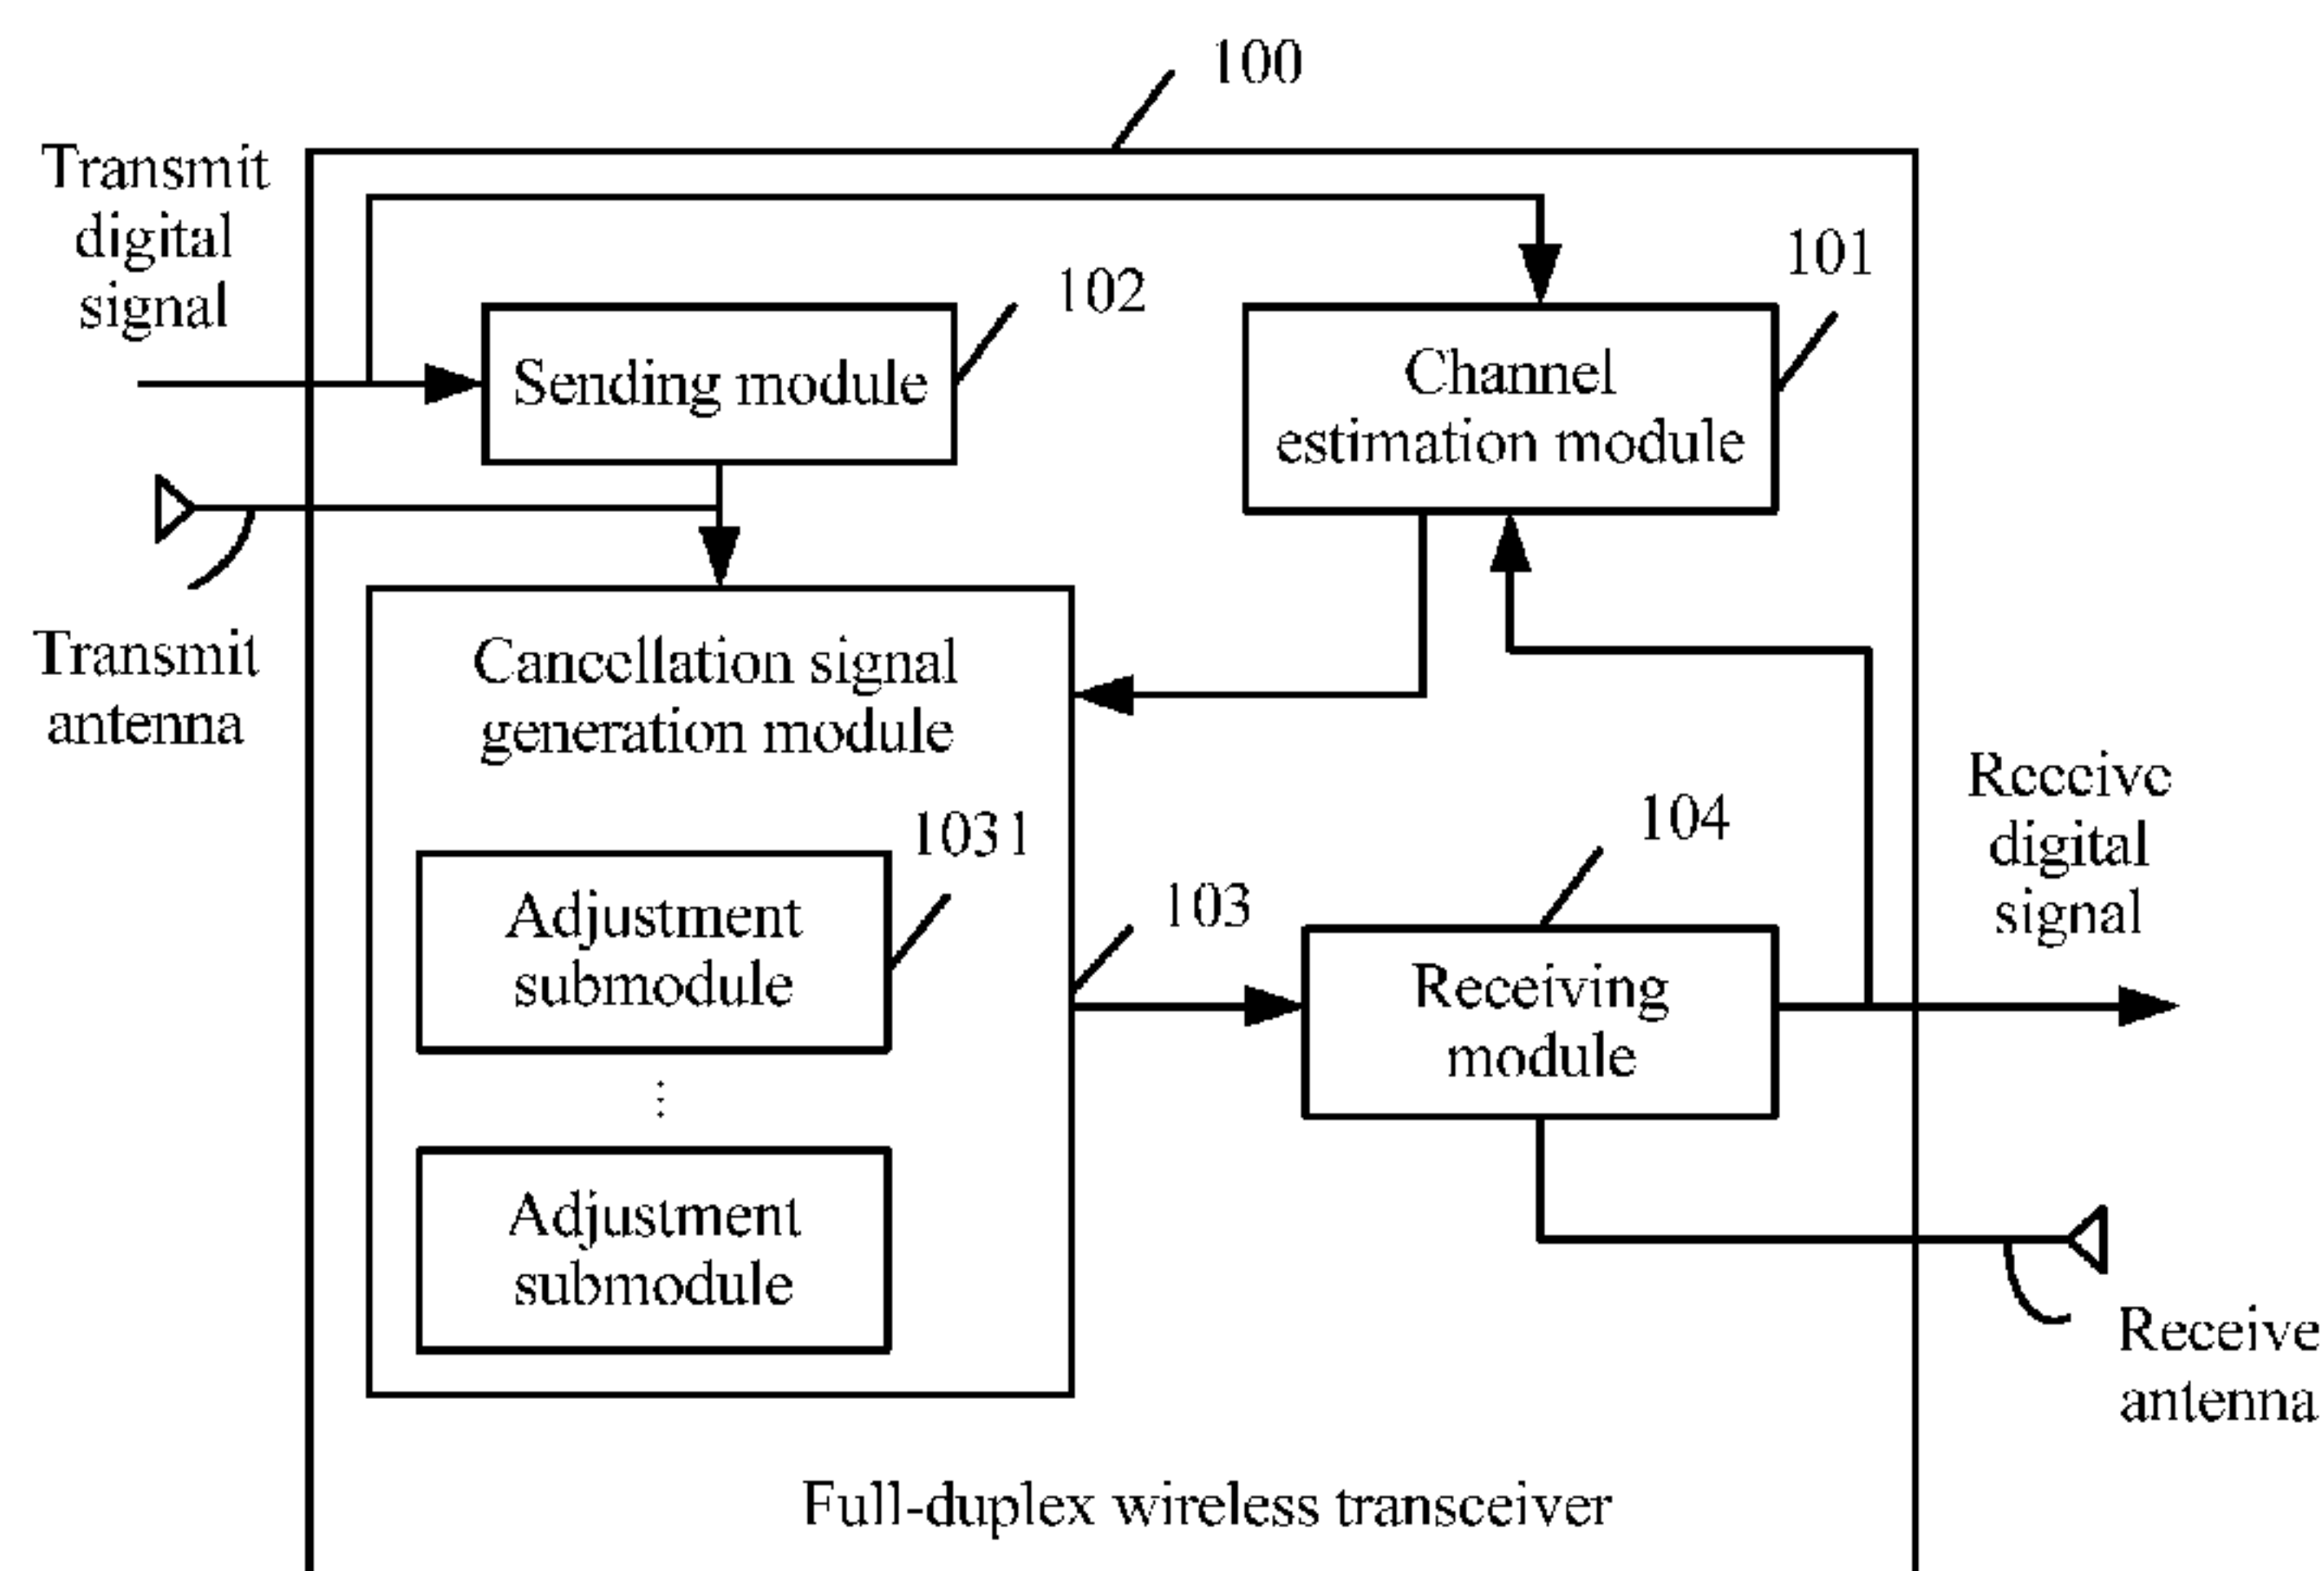 100
Transmit
digital
signal
101
102
Sending module
Channel
estimation module
Transmit
antenna
Cancellation signal
generation module
Receive
digital
signal
1031
104
103
Adjustment
submodule
Receiving
module
⋮
Adjustment
submodule
Receive
antenna
Full-duplex wireless transceiver